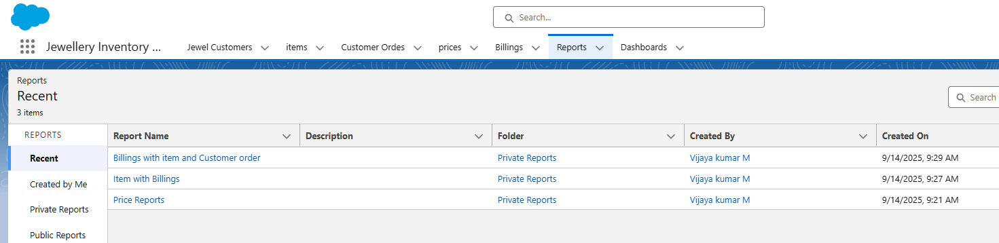 Search...
Jewellery Inventory ... Jewel Customers items Customer Ordes prices Billings Reports Dashboards
Reports
Recent
3 items
Search
REPORTS Report Name Description Folder Created By Created On
Recent Billings with item and Customer order Private Reports Vijaya kumar M 9/14/2025, 9:29 AM
Created by Me Item with Billings Private Reports Vijaya kumar M 9/14/2025, 9:27 AM
Private Reports Price Reports Private Reports Vijaya kumar M 9/14/2025, 9:21 AM
Public Reports